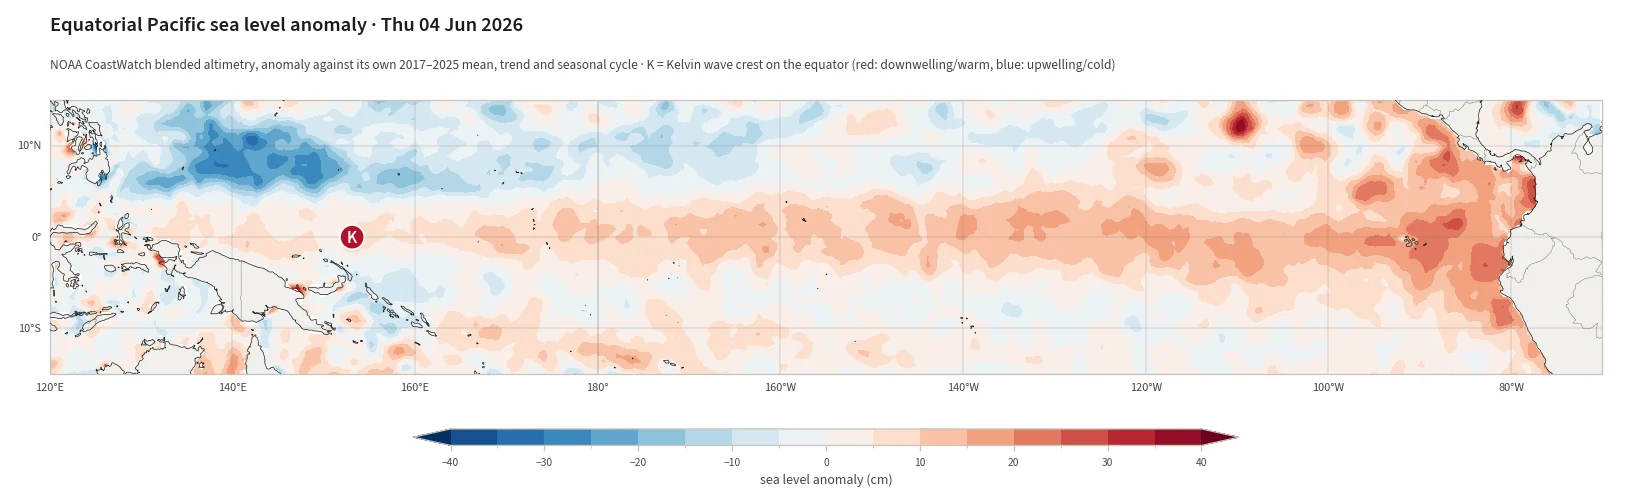 Equatorial Pacific sea level anomaly · Thu 04 Jun 2026
NOAA CoastWatch blended altimetry, anomaly against its own 2017–2025 mean, trend and seasonal cycle · K = Kelvin wave crest on the equator (red: downwelling/warm, blue: upwelling/cold)
10°N
0°
K
10°S
120°E 140°E 160°E 180° 160°W 140°W 120°W 100°W 80°W
−40 −30 −20 −10 0 10 20 30 40
sea level anomaly (cm)